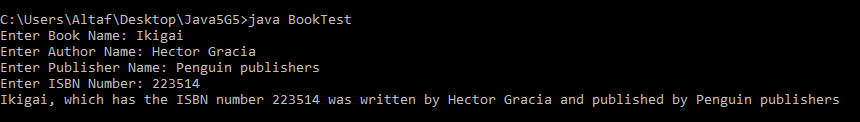 C:\Users\Altaf\Desktop\Java5G5>java BookTest
Enter Book Name: Ikigai
Enter Author Name: Hector Gracia
Enter Publisher Name: Penguin publishers
Enter ISBN Number: 223514
Ikigai, which has the ISBN number 223514 was written by Hector Gracia and published by Penguin publishers